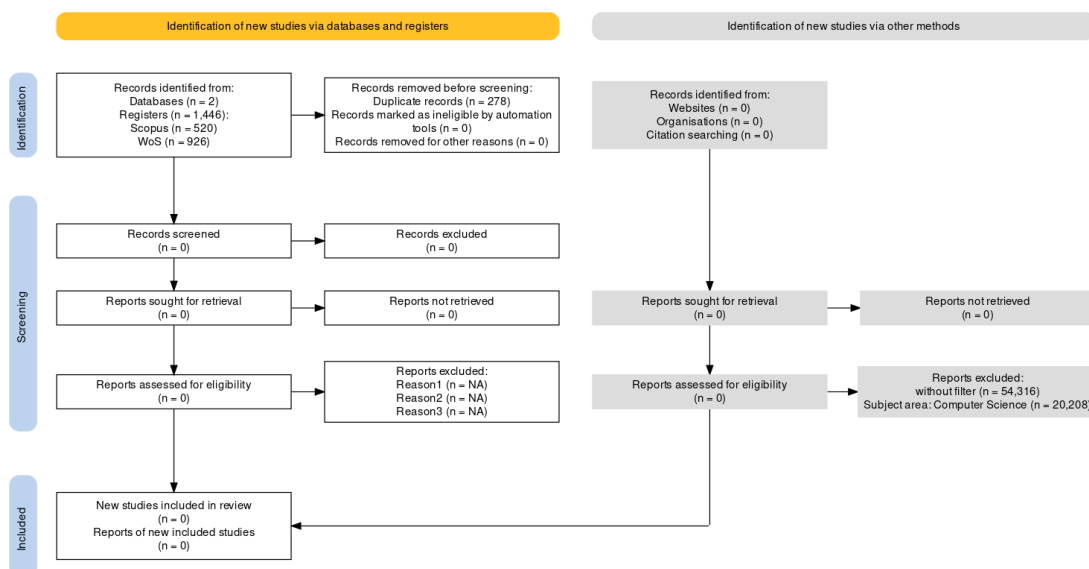 Identification of new studies via databases and registers
Identification of new studies via other methods
Identification
Records identified from:
Databases (n = 2)
Registers (n = 1,446):
Scopus (n = 520)
WoS (n = 926)
Records removed before screening:
Duplicate records (n = 278)
Records marked as ineligible by automation
tools (n = 0)
Records removed for other reasons (n = 0)
Records identified from:
Websites (n = 0)
Organisations (n = 0)
Citation searching (n = 0)
Screening
Records screened
(n = 0)
Records excluded
(n = 0)
Reports sought for retrieval
(n = 0)
Reports not retrieved
(n = 0)
Reports sought for retrieval
(n = 0)
Reports not retrieved
(n = 0)
Reports assessed for eligibility
(n = 0)
Reports excluded:
Reason1 (n = NA)
Reason2 (n = NA)
Reason3 (n = NA)
Reports assessed for eligibility
(n = 0)
Reports excluded:
without filter (n = 54,316)
Subject area: Computer Science (n = 20,208)
Included
New studies included in review
(n = 0)
Reports of new included studies
(n = 0)